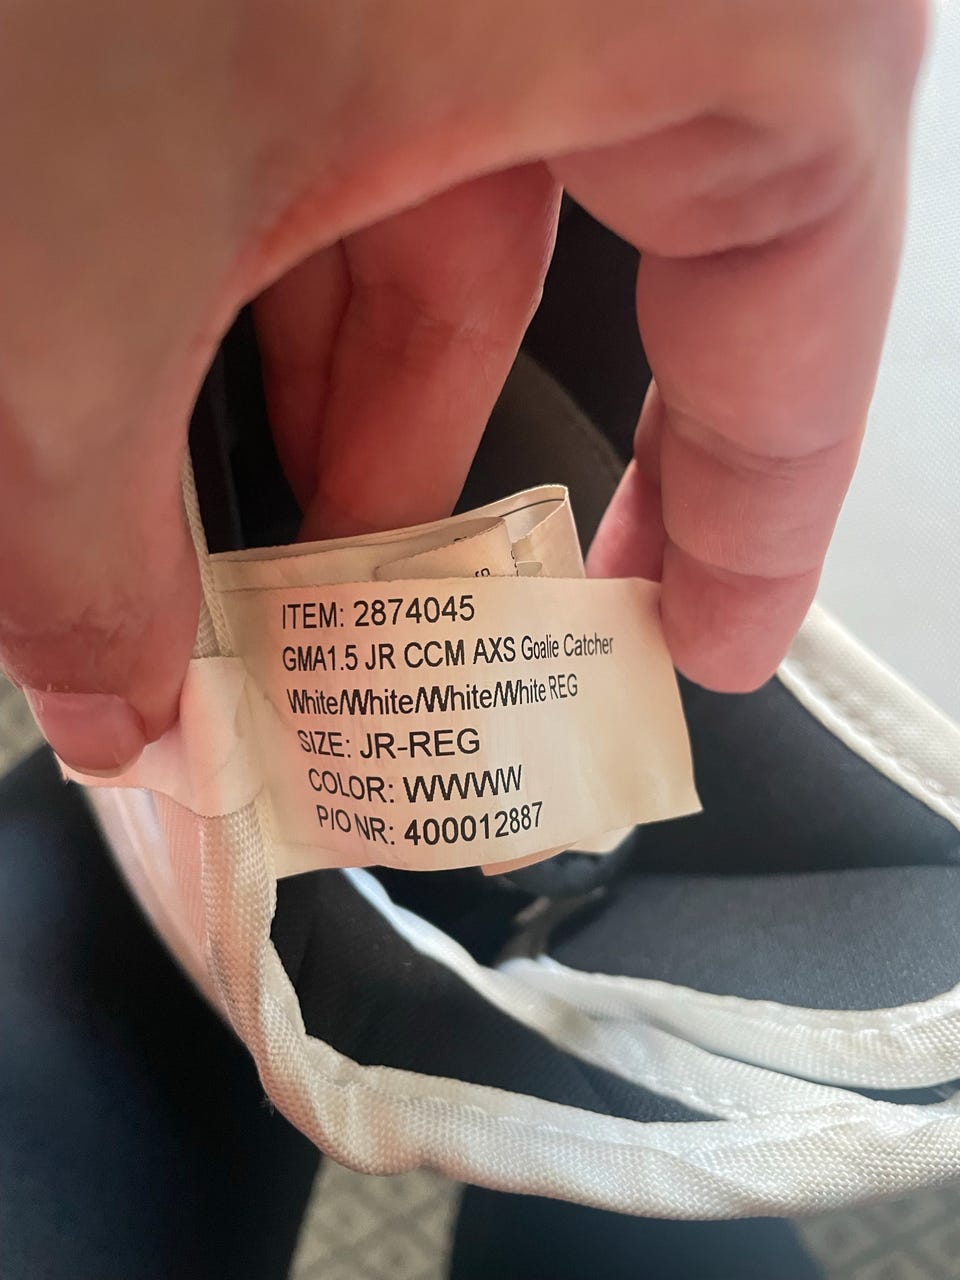 ITEM: 2874045
GMA1.5 JR CCM AXS Goalie Catcher
White/White/White/White REG
SIZE: JR-REG
COLOR: WWWW
P/O NR: 400012887